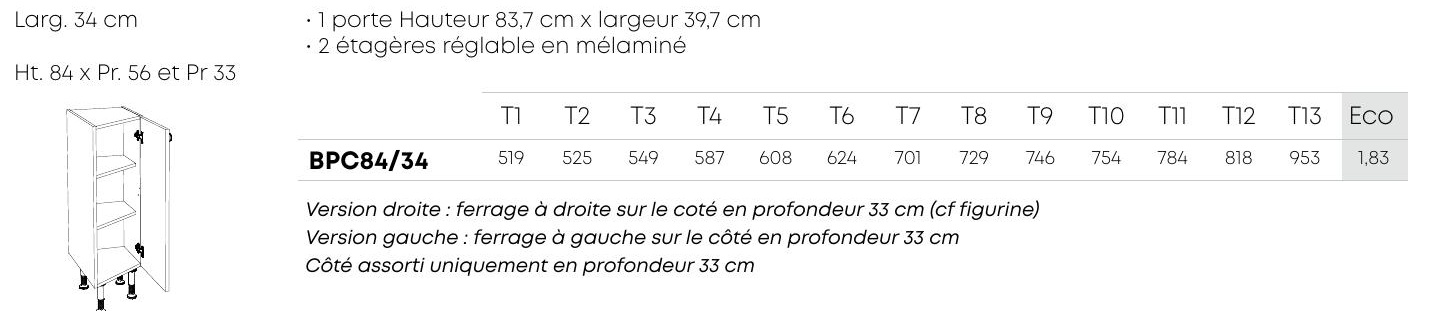 Larg. 34 cm
Ht. 84 x Pr. 56 et Pr 33
· 1 porte Hauteur 83,7 cm x largeur 39,7 cm
· 2 étagères réglable en mélaminé
T1 T2 T3 T4 T5 T6 T7 T8 T9 T10 T11 T12 T13 Eco
BPC84/34 519 525 549 587 608 624 701 729 746 754 784 818 953 1,83
Version droite : ferrage à droite sur le coté en profondeur 33 cm (cf figurine)
Version gauche : ferrage à gauche sur le côté en profondeur 33 cm
Côté assorti uniquement en profondeur 33 cm